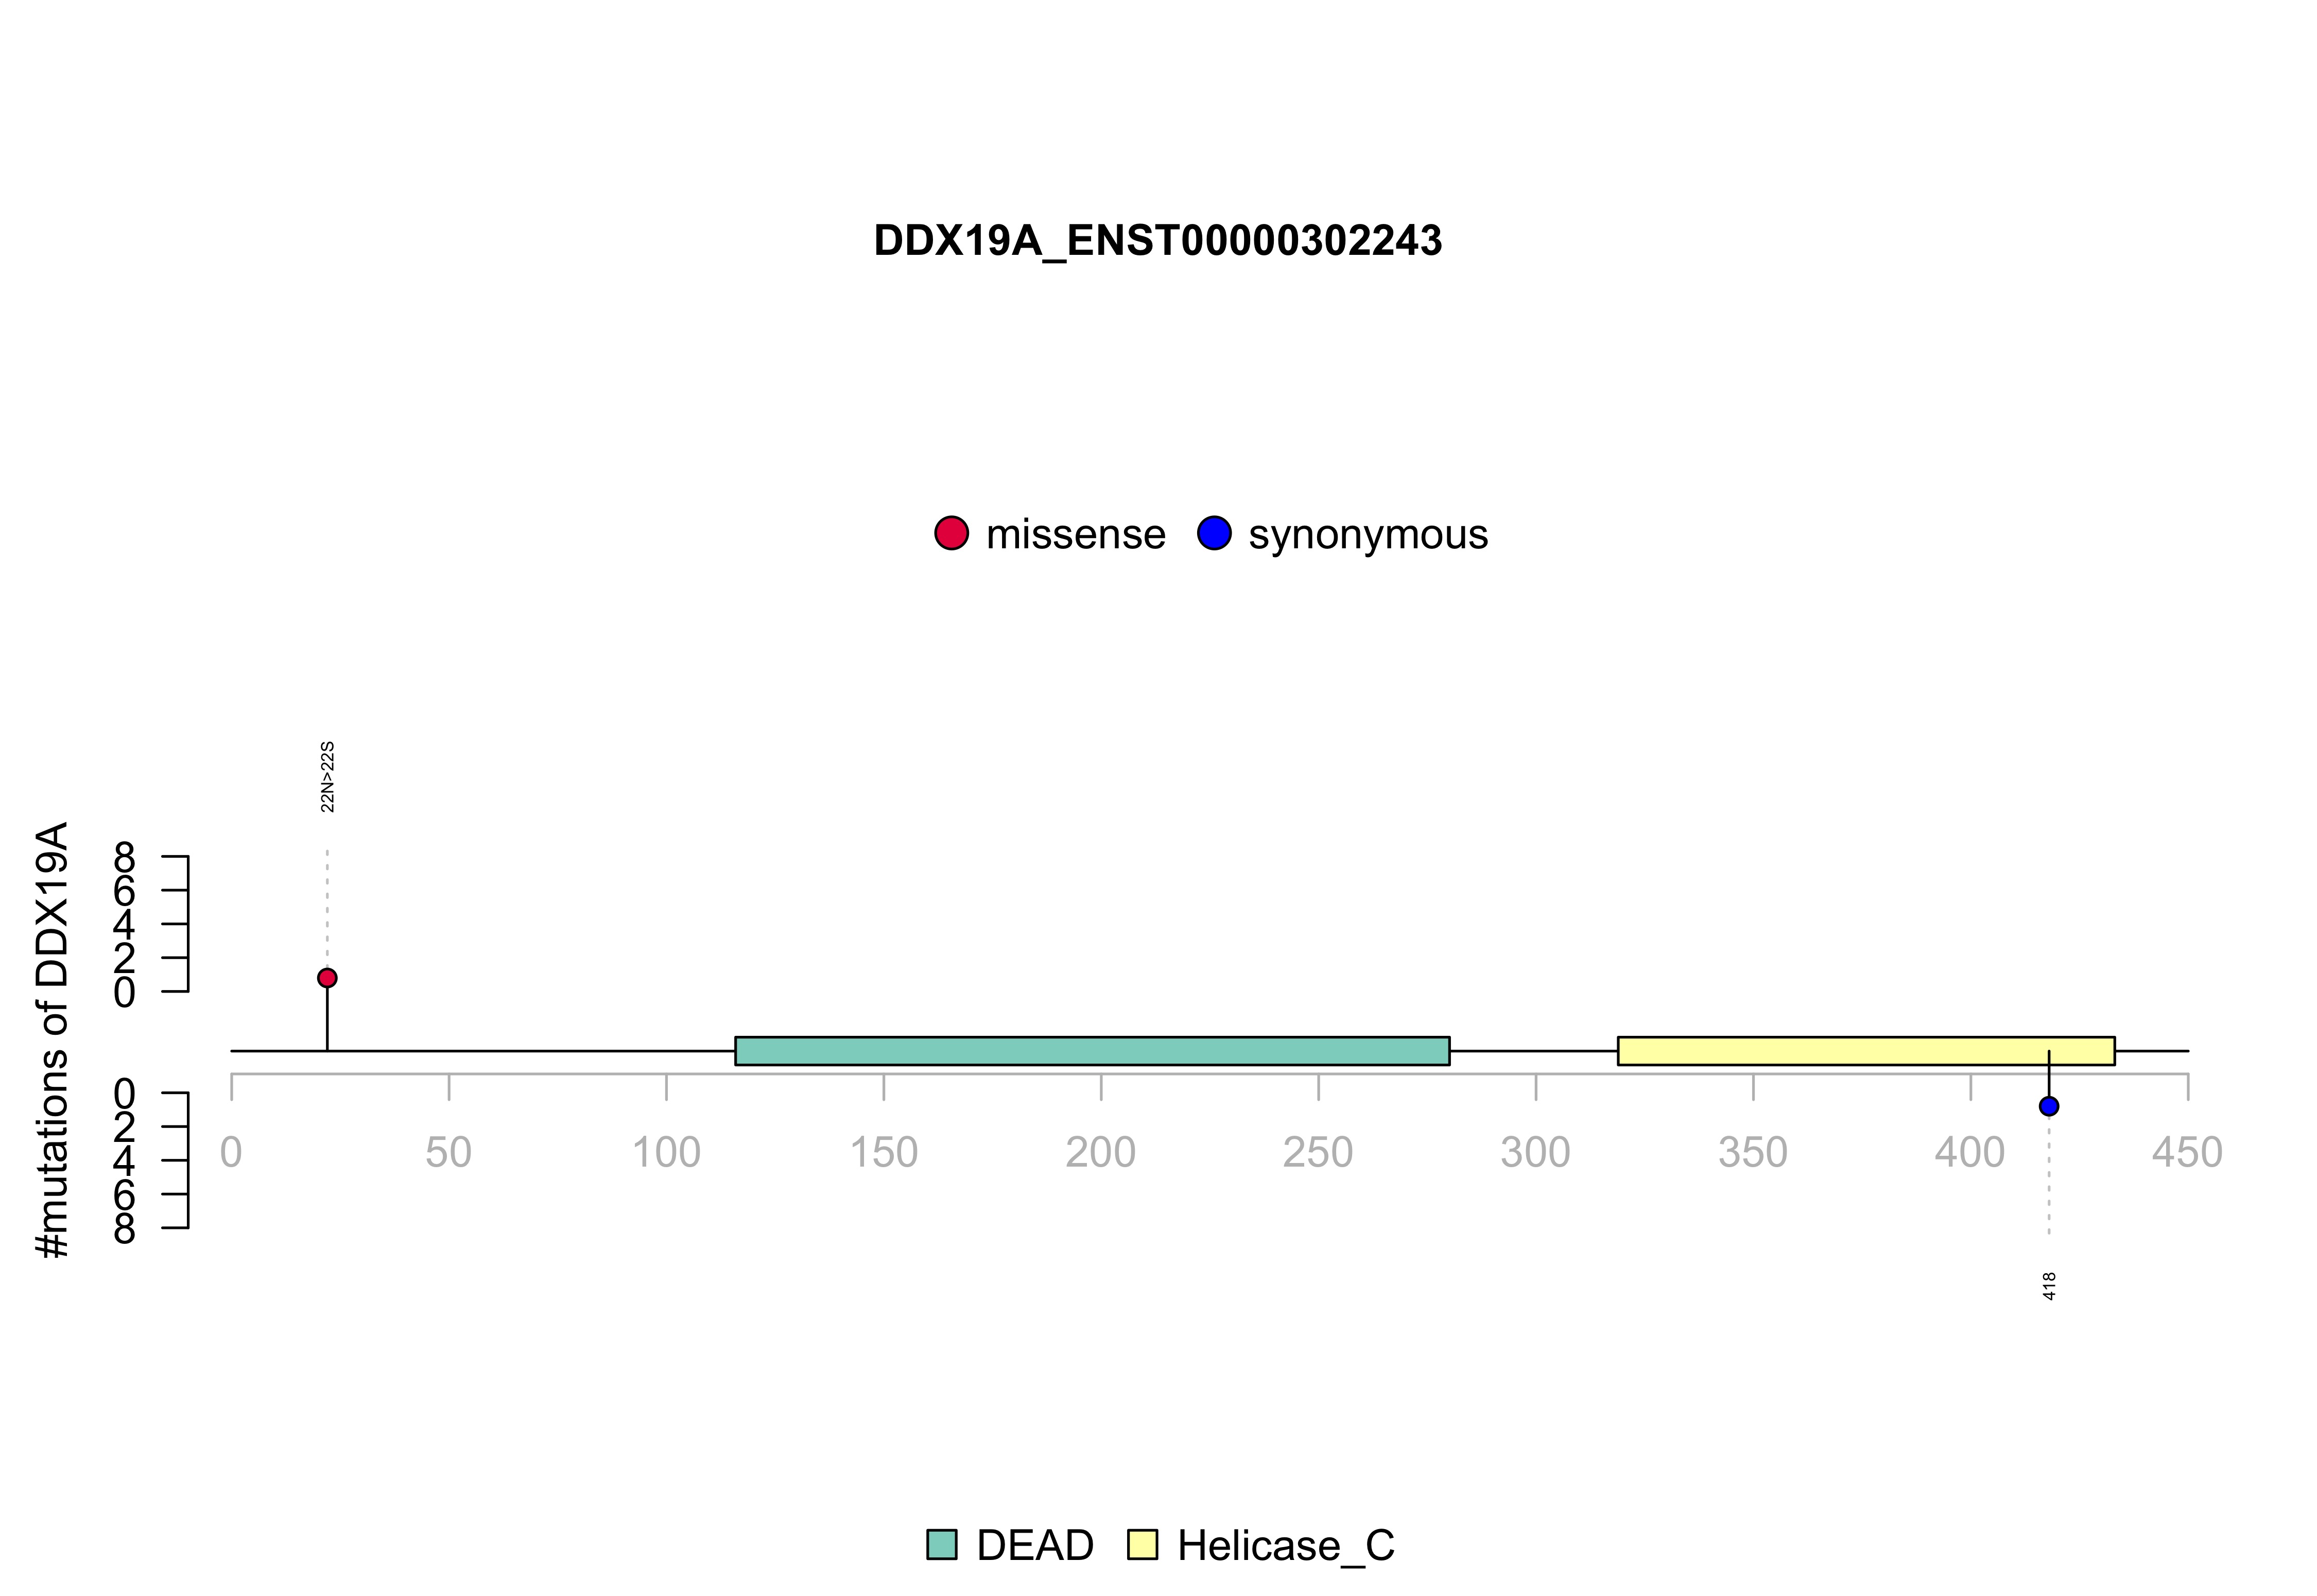 DDX19A_ENST00000302243
missense synonymous
22N>22S
#mutations of DDX19A
8
6
4
2
0
0
2
4
6
8
0 50 100 150 200 250 300 350 400 450
418
DEAD Helicase_C